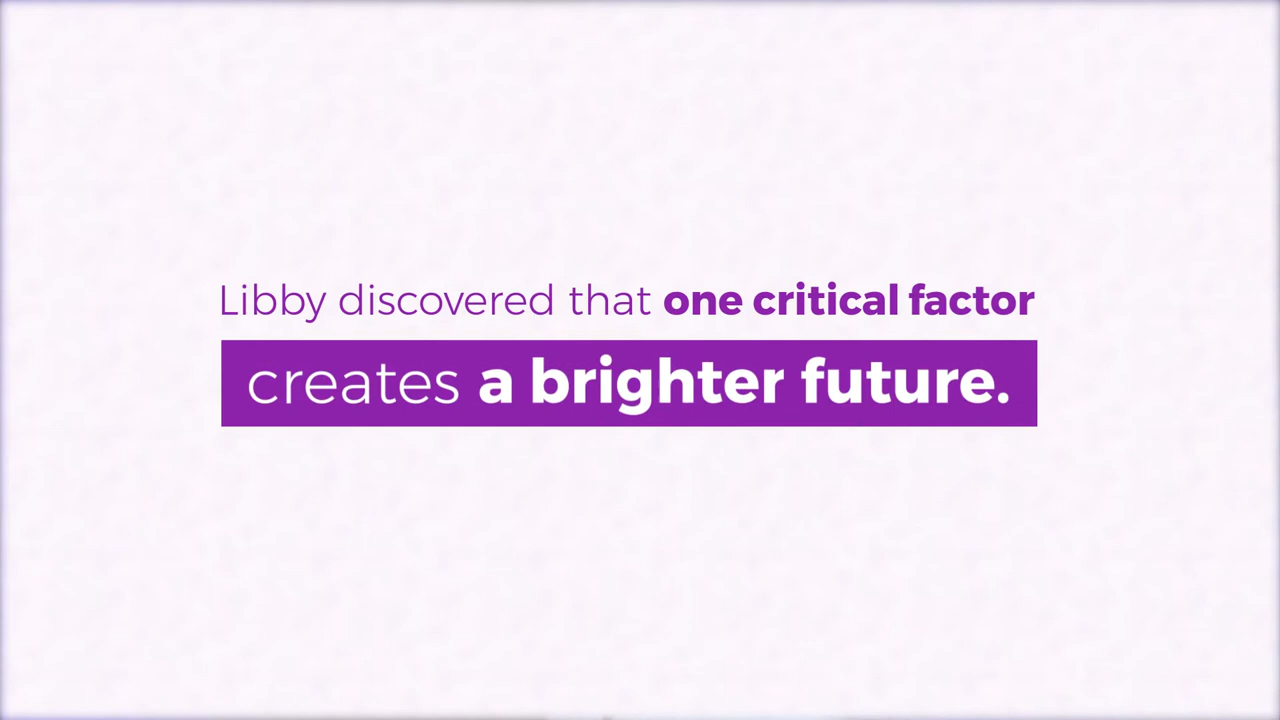 Libby discovered that one critical factor
creates a brighter future.